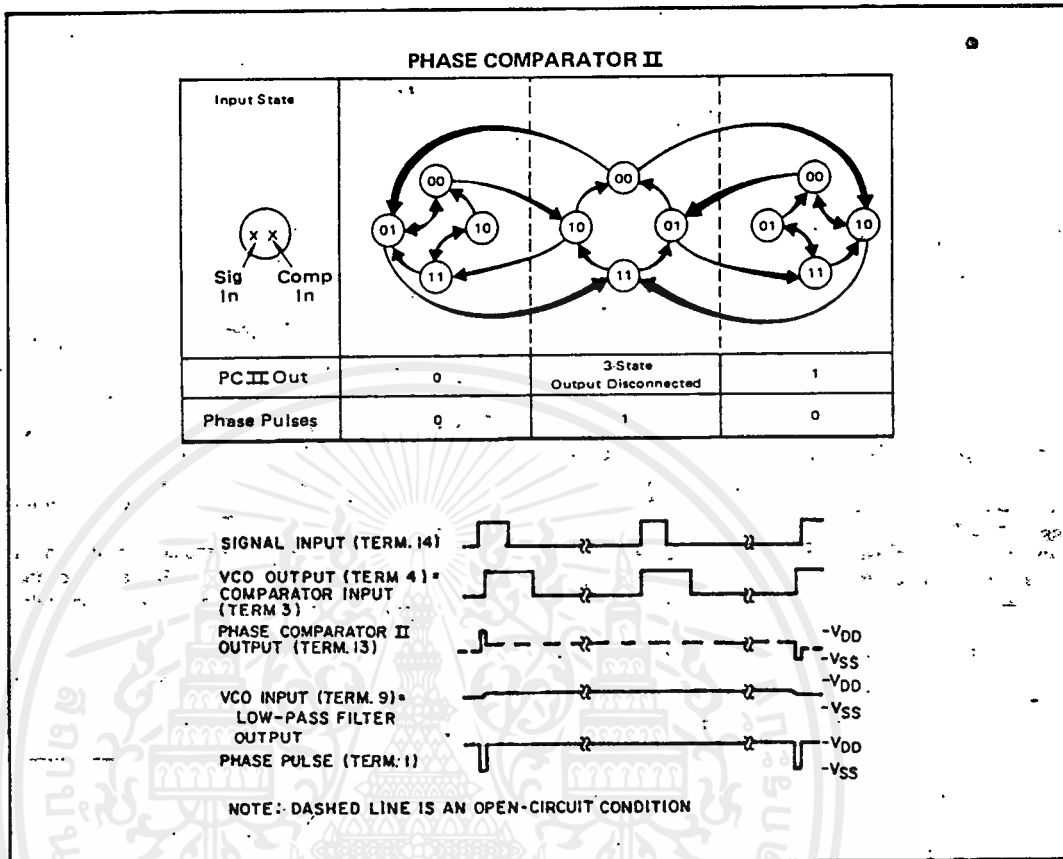 PHASE COMPARATOR II
Input State
00
00
00
01
10
10
01
01
10
11
11
11
x x
Sig In
Comp In
PC II Out
0
3-State
Output Disconnected
1
Phase Pulses
0
1
0
SIGNAL INPUT (TERM. 14)
VCO OUTPUT (TERM 4) =
COMPARATOR INPUT
(TERM 3)
PHASE COMPARATOR II
OUTPUT (TERM. 13)
-VDD
-VSS
VCO INPUT (TERM. 9) =
LOW-PASS FILTER
OUTPUT
-VDD
-VSS
PHASE PULSE (TERM. 1)
-VDD
-VSS
NOTE: DASHED LINE IS AN OPEN-CIRCUIT CONDITION